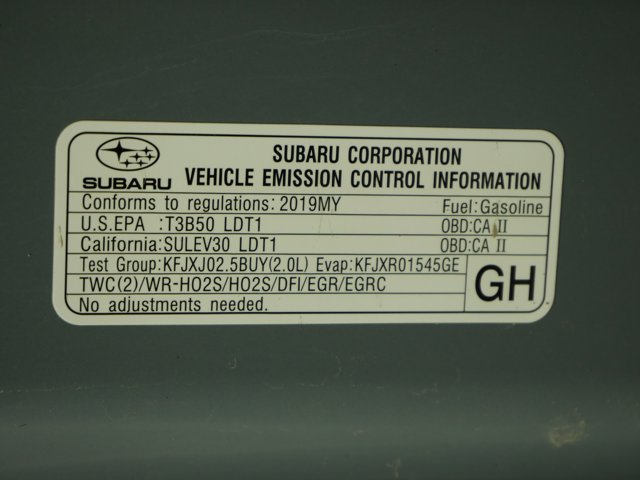 SUBARU CORPORATION
SUBARU VEHICLE EMISSION CONTROL INFORMATION
Conforms to regulations:2019MY Fuel:Gasoline
U.S.EPA :T3B50 LDT1 OBD:CA II
California:SULEV30 LDT1 OBD:CA II
Test Group:KFJXJ02.5BUY(2.0L) Evap:KFJXR01545GE
TWC(2)/WR-HO2S/HO2S/DFI/EGR/EGRC
No adjustments needed.
GH